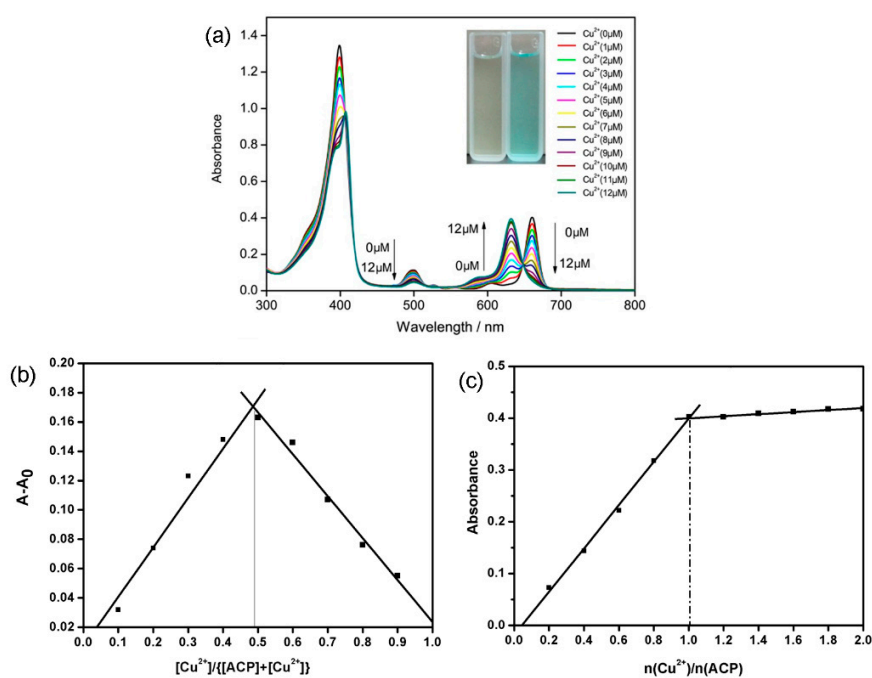 (a)
Absorbance
1.4
1.2
1.0
0.8
0.6
0.4
0.2
0.0
300
400
500
600
700
800
Wavelength / nm
Cu²⁺(0μM)
Cu²⁺(1μM)
Cu²⁺(2μM)
Cu²⁺(3μM)
Cu²⁺(4μM)
Cu²⁺(5μM)
Cu²⁺(6μM)
Cu²⁺(7μM)
Cu²⁺(8μM)
Cu²⁺(9μM)
Cu²⁺(10μM)
Cu²⁺(11μM)
Cu²⁺(12μM)
0μM
12μM
12μM
0μM
0μM
12μM
(b)
A-A₀
0.20
0.18
0.16
0.14
0.12
0.10
0.08
0.06
0.04
0.02
0.0
0.1
0.2
0.3
0.4
0.5
0.6
0.7
0.8
0.9
1.0
[Cu²⁺]/{[ACP]+[Cu²⁺]}
(c)
Absorbance
0.5
0.4
0.3
0.2
0.1
0.0
0.0
0.2
0.4
0.6
0.8
1.0
1.2
1.4
1.6
1.8
2.0
n(Cu²⁺)/n(ACP)